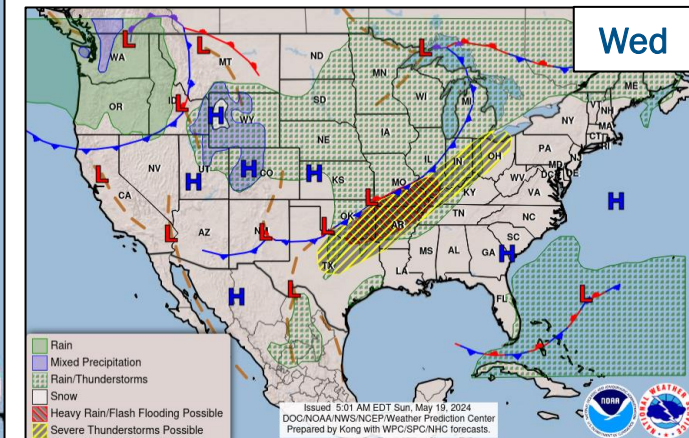 Wed
WA
MT
ND
MN
ME
OR
ID
SD
WI
MI
NY
VT
NH
MA
CT
RI
WY
NE
IA
PA
NJ
NV
UT
CO
KS
MO
IL
IN
OH
WV
MD
DE
DC
VA
KY
CA
AZ
NM
OK
AR
TN
NC
SC
TX
LA
MS
AL
GA
FL
L
L
L
L
L
L
L
L
L
L
L
H
H
H
H
H
H
H
Rain
Mixed Precipitation
Rain/Thunderstorms
Snow
Heavy Rain/Flash Flooding Possible
Severe Thunderstorms Possible
Issued 5:01 AM EDT Sun, May 19, 2024
DOC/NOAA/NWS/NCEP/Weather Prediction Center
Prepared by Kong with WPC/SPC/NHC forecasts.
NOAA